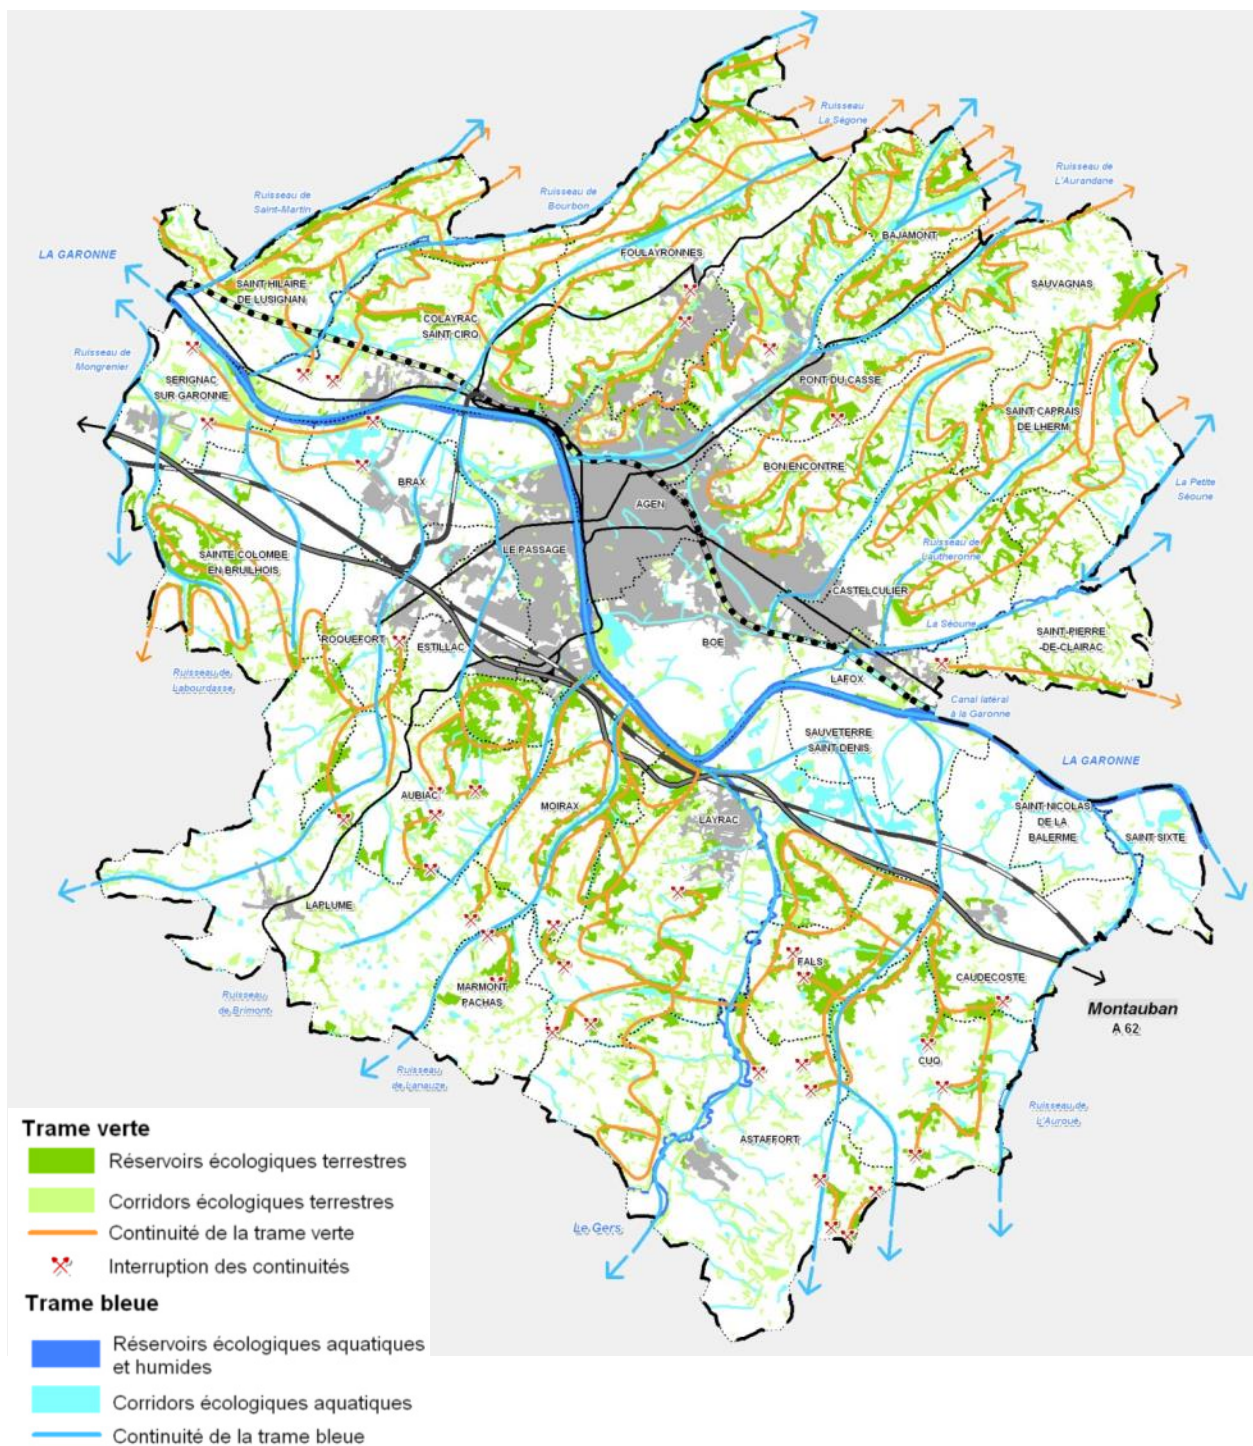 Ruisseau
La Ségone
Ruisseau de
L'Aurandane
Ruisseau de
Saint-Martin
Ruisseau de
Bourbon
LA GARONNE
FOULAYRONNES
BAJAMONT
SAUVAGNAS
SAINT HILAIRE
DE LUSIGNAN
COLAYRAC
SAINT CIRQ
Ruisseau de
Mongrenier
SERIGNAC
SUR GARONNE
PONT DU CASSE
SAINT CAPRAIS
DE LHERM
BON ENCONTRE
BRAX
La Petite
Séoune
AGEN
SAINTE COLOMBE
EN BRUILHOIS
LE PASSAGE
Ruisseau de
Lautheronne
CASTELCULIER
La Séoune
SAINT-PIERRE
-DE-CLAIRAC
ROQUEFORT
ESTILLAC
BOE
LAFOX
Ruisseau de
Labourdasse
Canal latéral
à la Garonne
SAUVETERRE
SAINT DENIS
LA GARONNE
AUBIAC
MOIRAX
LAYRAC
SAINT NICOLAS
DE LA
BALERME
SAINT SIXTE
LAPLUME
FALS
CAUDECOSTE
MARMONT
PACHAS
Ruisseau
de Brimont
Montauban
A 62
CUQ
Ruisseau
de Lanauze
Ruisseau de
L'Auroue
ASTAFFORT
Le Gers
Trame verte
Réservoirs écologiques terrestres
Corridors écologiques terrestres
Continuité de la trame verte
Interruption des continuités
Trame bleue
Réservoirs écologiques aquatiques
et humides
Corridors écologiques aquatiques
Continuité de la trame bleue